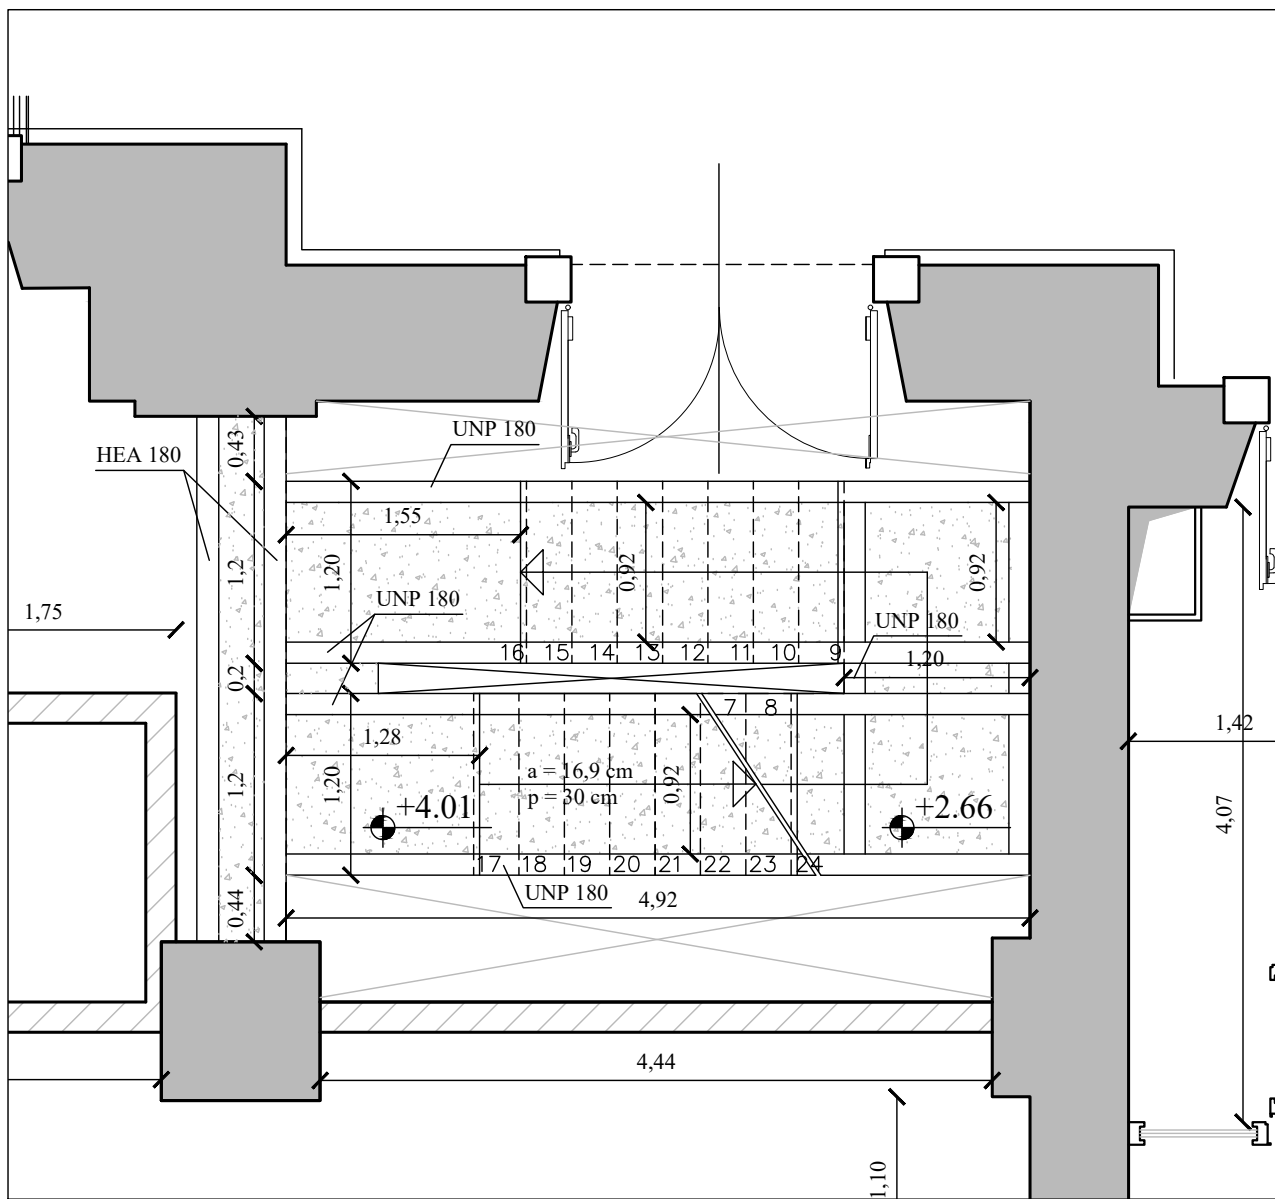 UNP 180
0,43
HEA 180
1,55
1,2
1,20
0,92
0,92
1,75
UNP 180
UNP 180
16 15 14 13 12 11 10 9
1,20
0,2
7 8
1,28
1,42
a = 16,9 cm
p = 30 cm
1,2
1,20
0,92
+4.01
+2.66
4,07
17 18 19 20 21 22 23 24
UNP 180
4,92
0,44
4,44
1,10